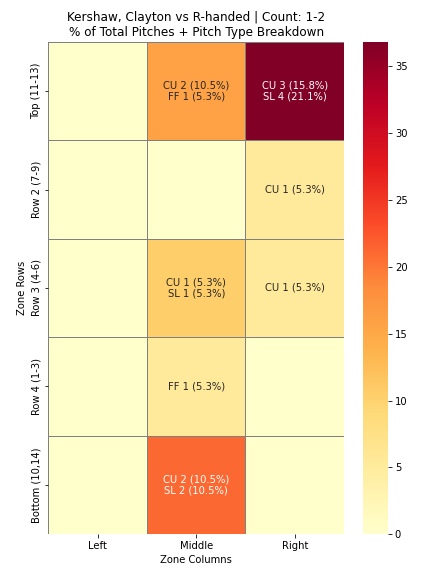 Kershaw, Clayton vs R-handed | Count: 1-2
% of Total Pitches + Pitch Type Breakdown
Zone Rows
Top (11-13)
CU 2 (10.5%)
FF 1 (5.3%)
CU 3 (15.8%)
SL 4 (21.1%)
Row 2 (7-9)
CU 1 (5.3%)
Row 3 (4-6)
CU 1 (5.3%)
SL 1 (5.3%)
CU 1 (5.3%)
Row 4 (1-3)
FF 1 (5.3%)
Bottom (10,14)
CU 2 (10.5%)
SL 2 (10.5%)
Left
Middle
Right
Zone Columns
35
30
25
20
15
10
5
0